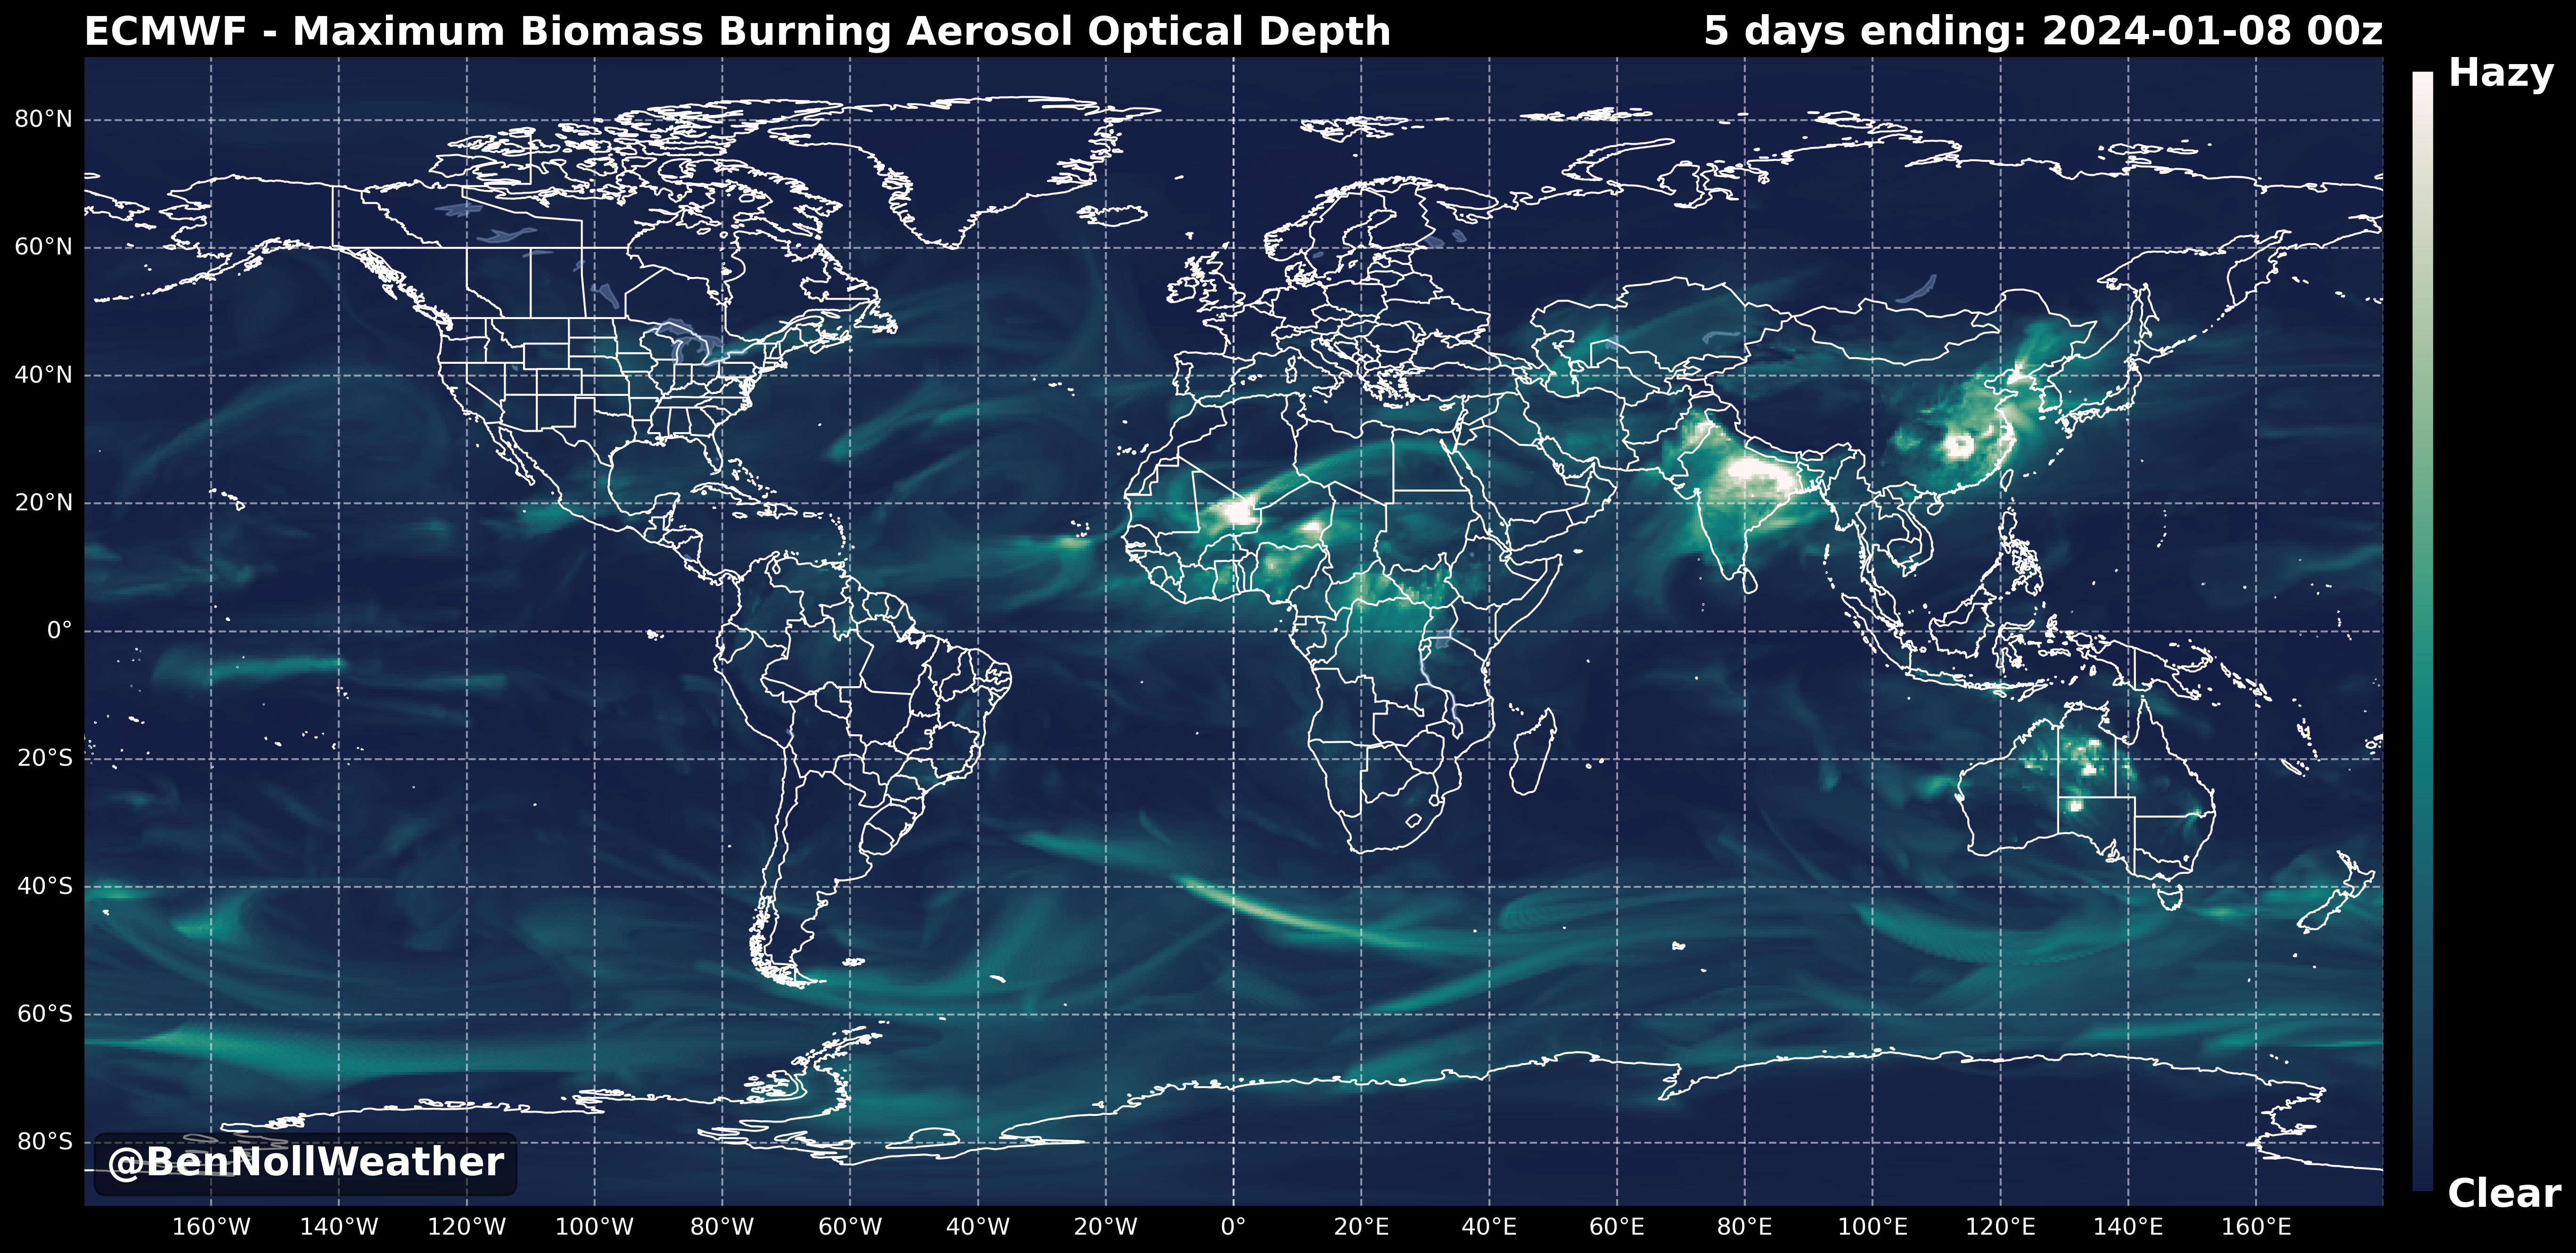 ECMWF - Maximum Biomass Burning Aerosol Optical Depth
5 days ending: 2024-01-08 00z
Hazy
80°N
60°N
40°N
20°N
0°
20°S
40°S
60°S
80°S
@BenNollWeather
Clear
160°W 140°W 120°W 100°W 80°W 60°W 40°W 20°W 0° 20°E 40°E 60°E 80°E 100°E 120°E 140°E 160°E